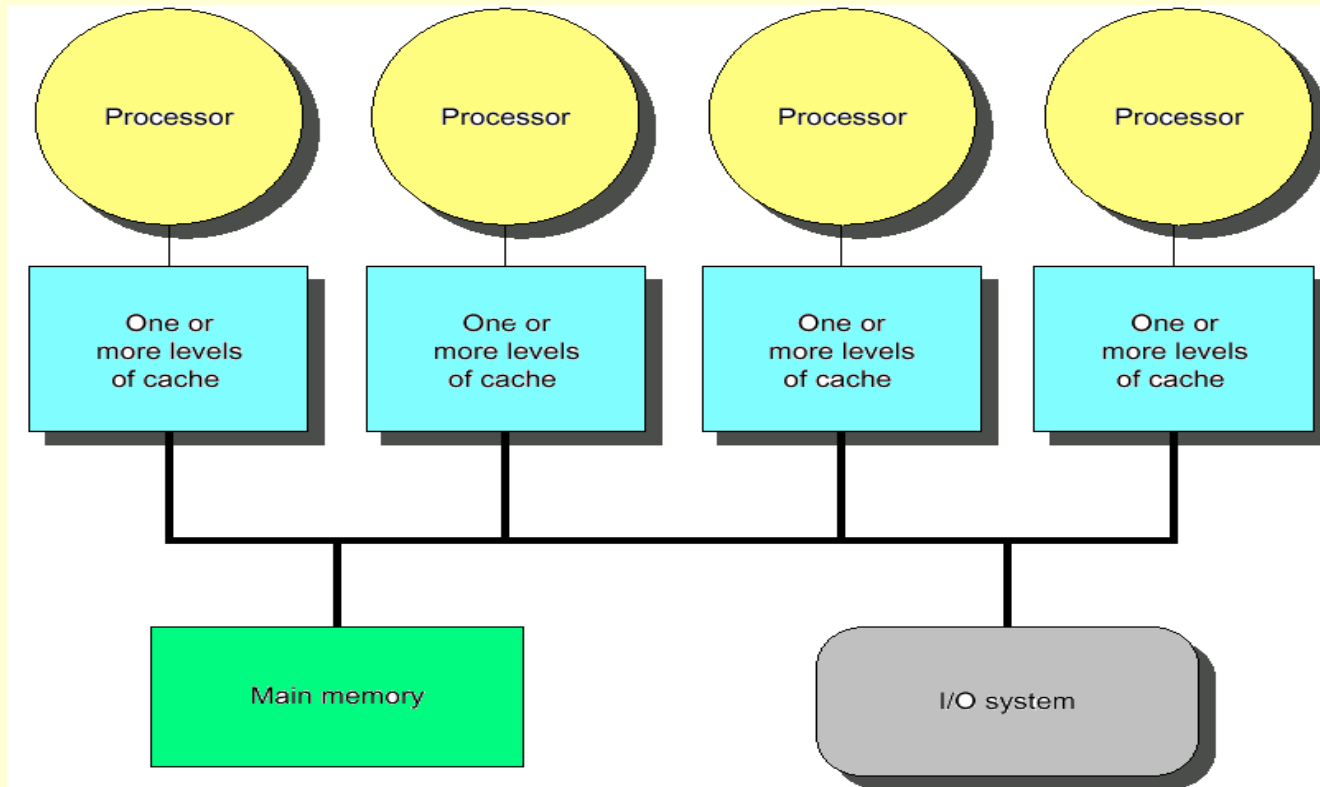 Processor
Processor
Processor
Processor
One or
more levels
of cache
One or
more levels
of cache
One or
more levels
of cache
One or
more levels
of cache
Main memory
I/O system